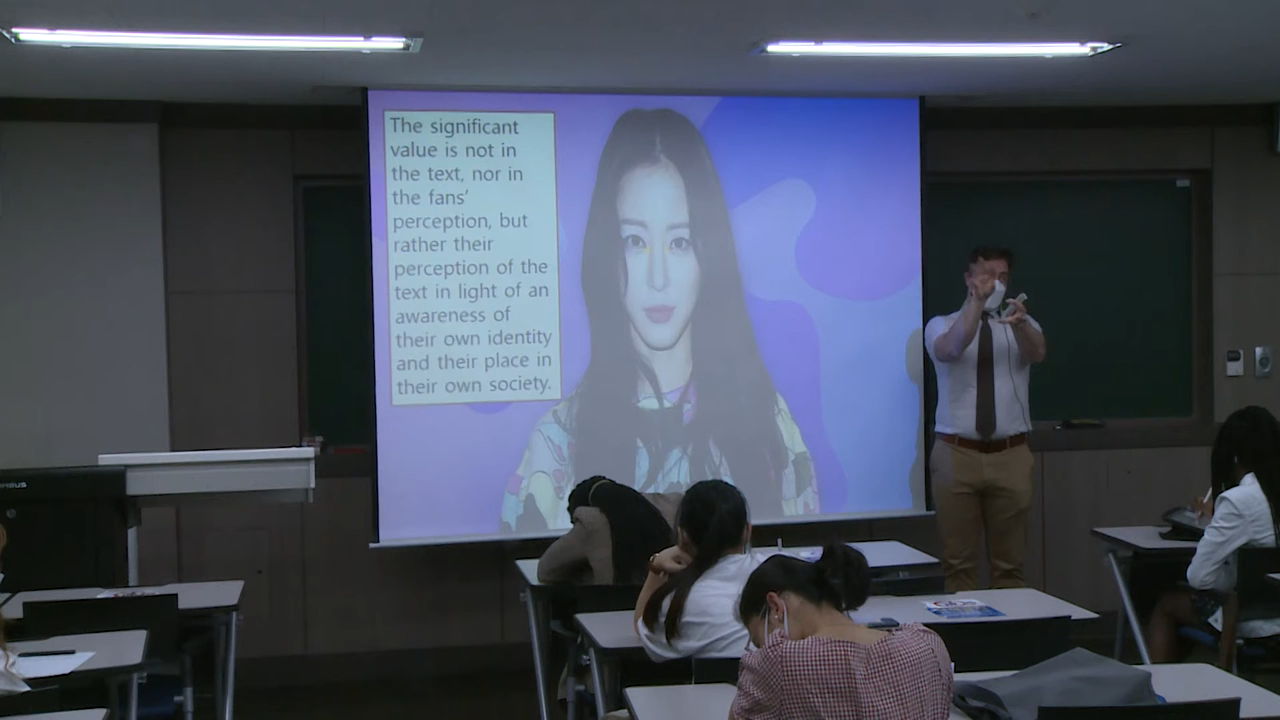 The significant
value is not in
the text, nor in
the fans'
perception, but
rather their
perception of the
text in light of an
awareness of
their own identity
and their place in
their own society.